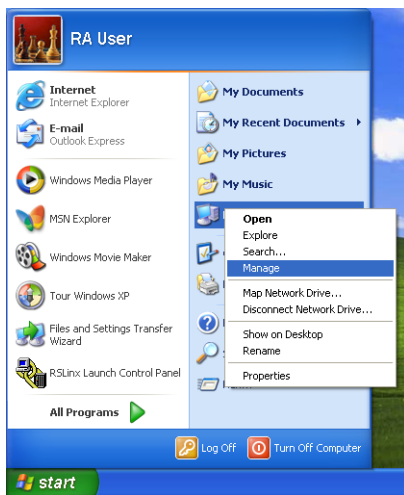 RA User
Internet
Internet Explorer
E-mail
Outlook Express
Windows Media Player
MSN Explorer
Windows Movie Maker
Tour Windows XP
Files and Settings Transfer
Wizard
RSLinx Launch Control Panel
All Programs
My Documents
My Recent Documents
My Pictures
My Music
Open
Explore
Search...
Manage
Map Network Drive...
Disconnect Network Drive...
Show on Desktop
Rename
Properties
Log Off
Turn Off Computer
start